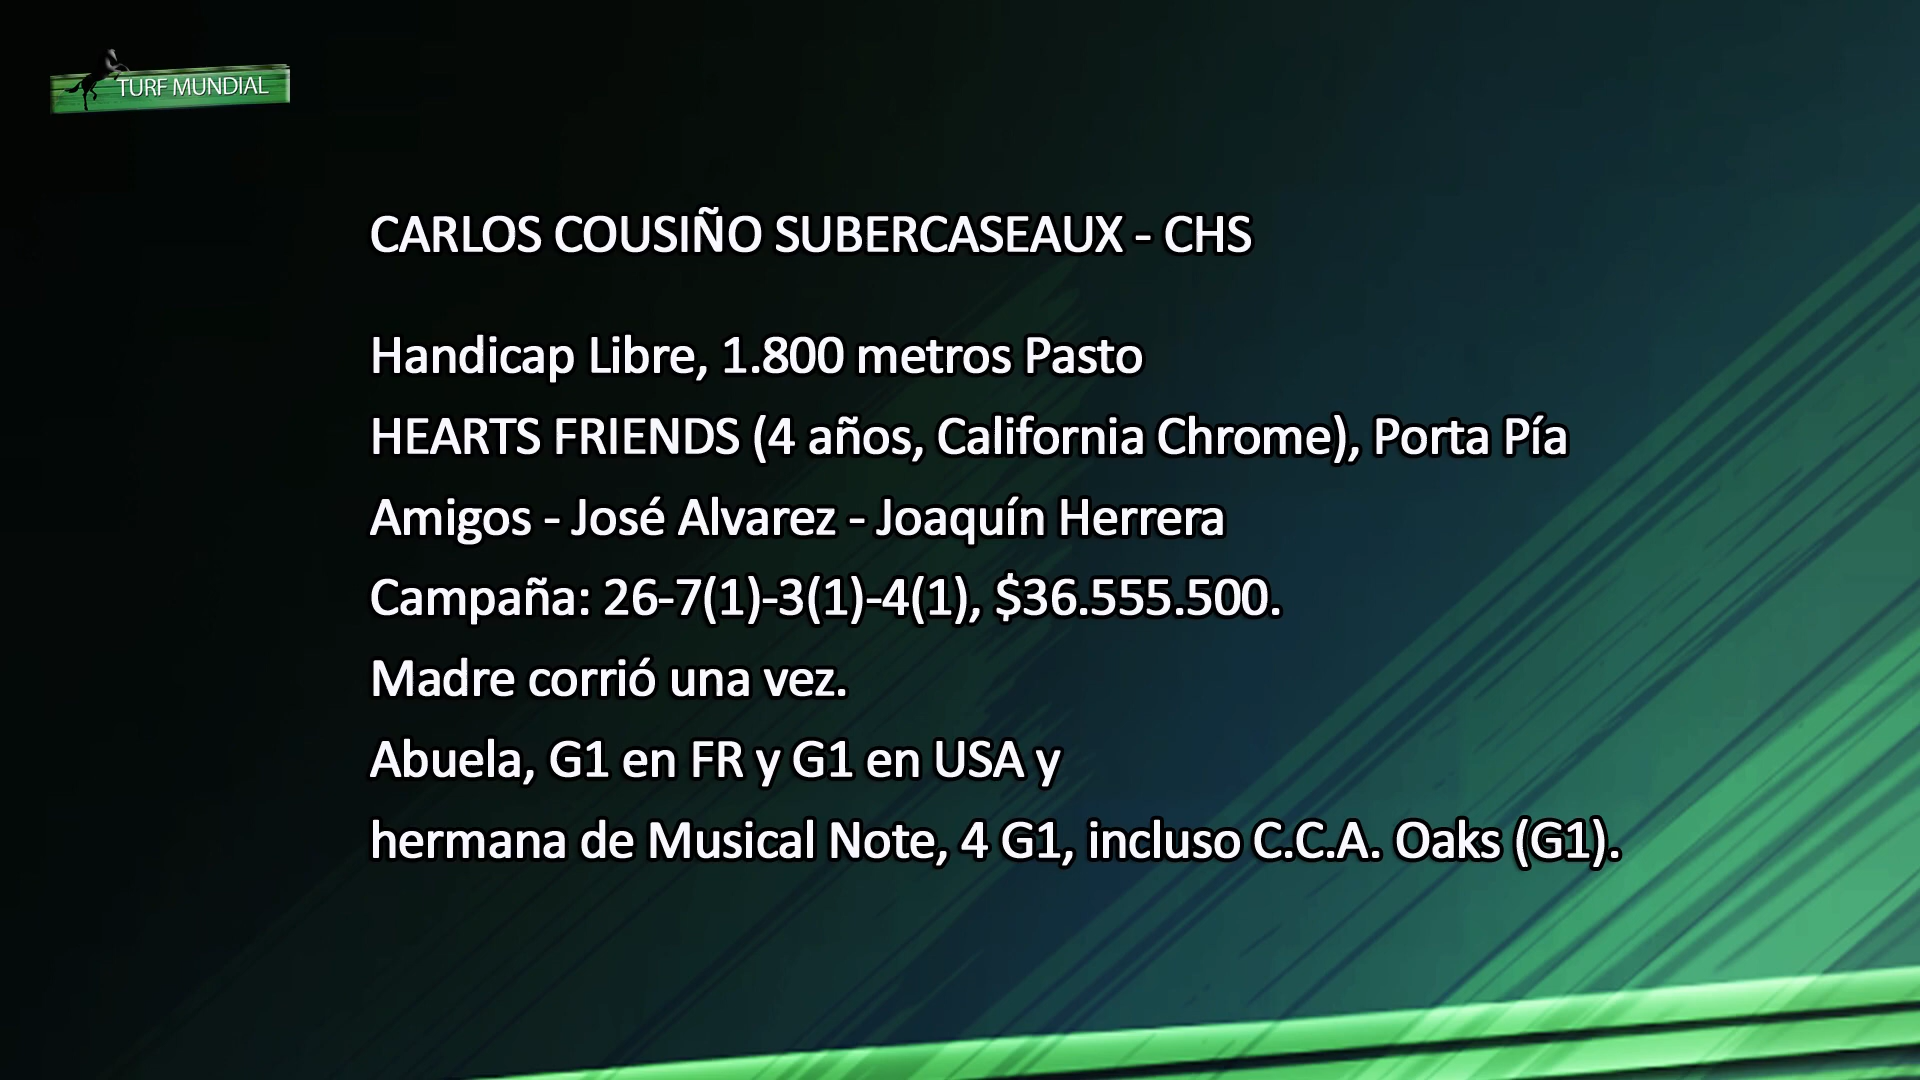 TURF MUNDIAL
CARLOS COUSIÑO SUBERCASEAUX - CHS
Handicap Libre, 1.800 metros Pasto
HEARTS FRIENDS (4 años, California Chrome), Porta Pía
Amigos - José Alvarez - Joaquín Herrera
Campaña: 26-7(1)-3(1)-4(1), $36.555.500.
Madre corrió una vez.
Abuela, G1 en FR y G1 en USA y
hermana de Musical Note, 4 G1, incluso C.C.A. Oaks (G1).